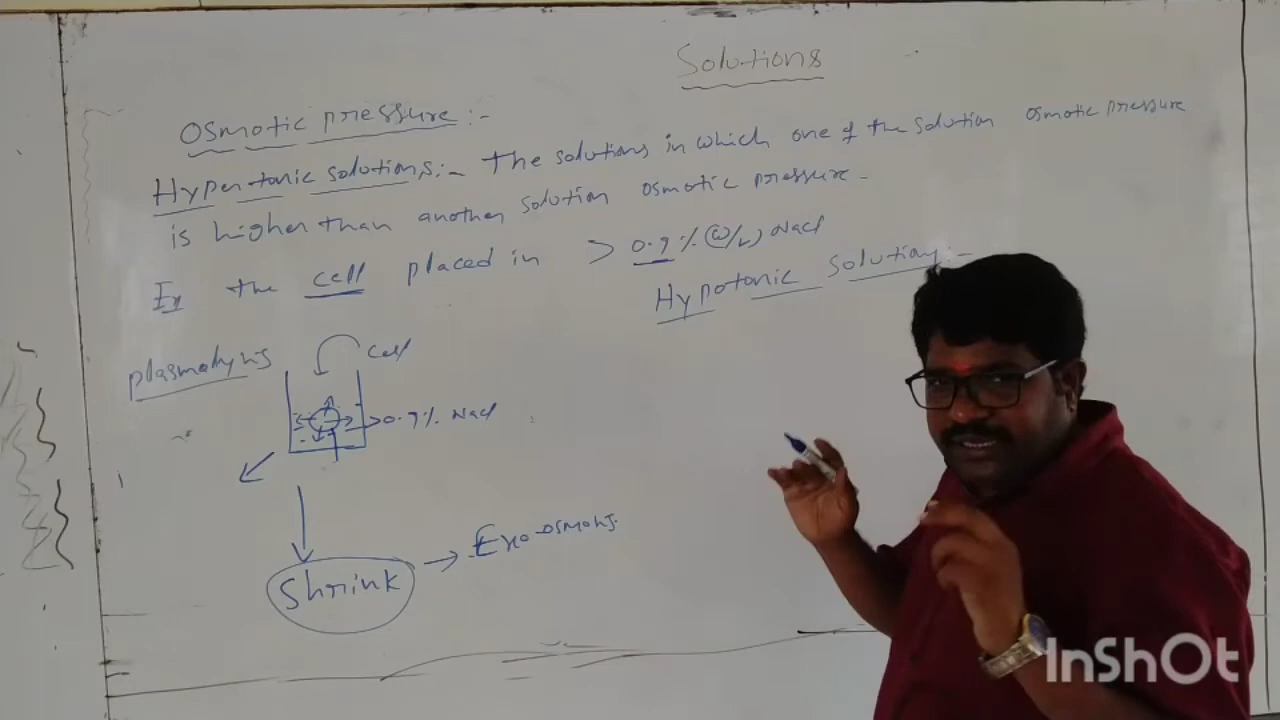 Solutions
Osmotic pressure:-
Hypertonic solutions:- The solutions in which one of the solution osmotic pressure
is higher than another solution osmotic pressure-
Ex the cell placed in > 0.9% (w/v) Nacl
Hypotonic solution:-
plasmolysis
cell
0.9% Nacl
Shrink → Exo-osmosis
InShOt